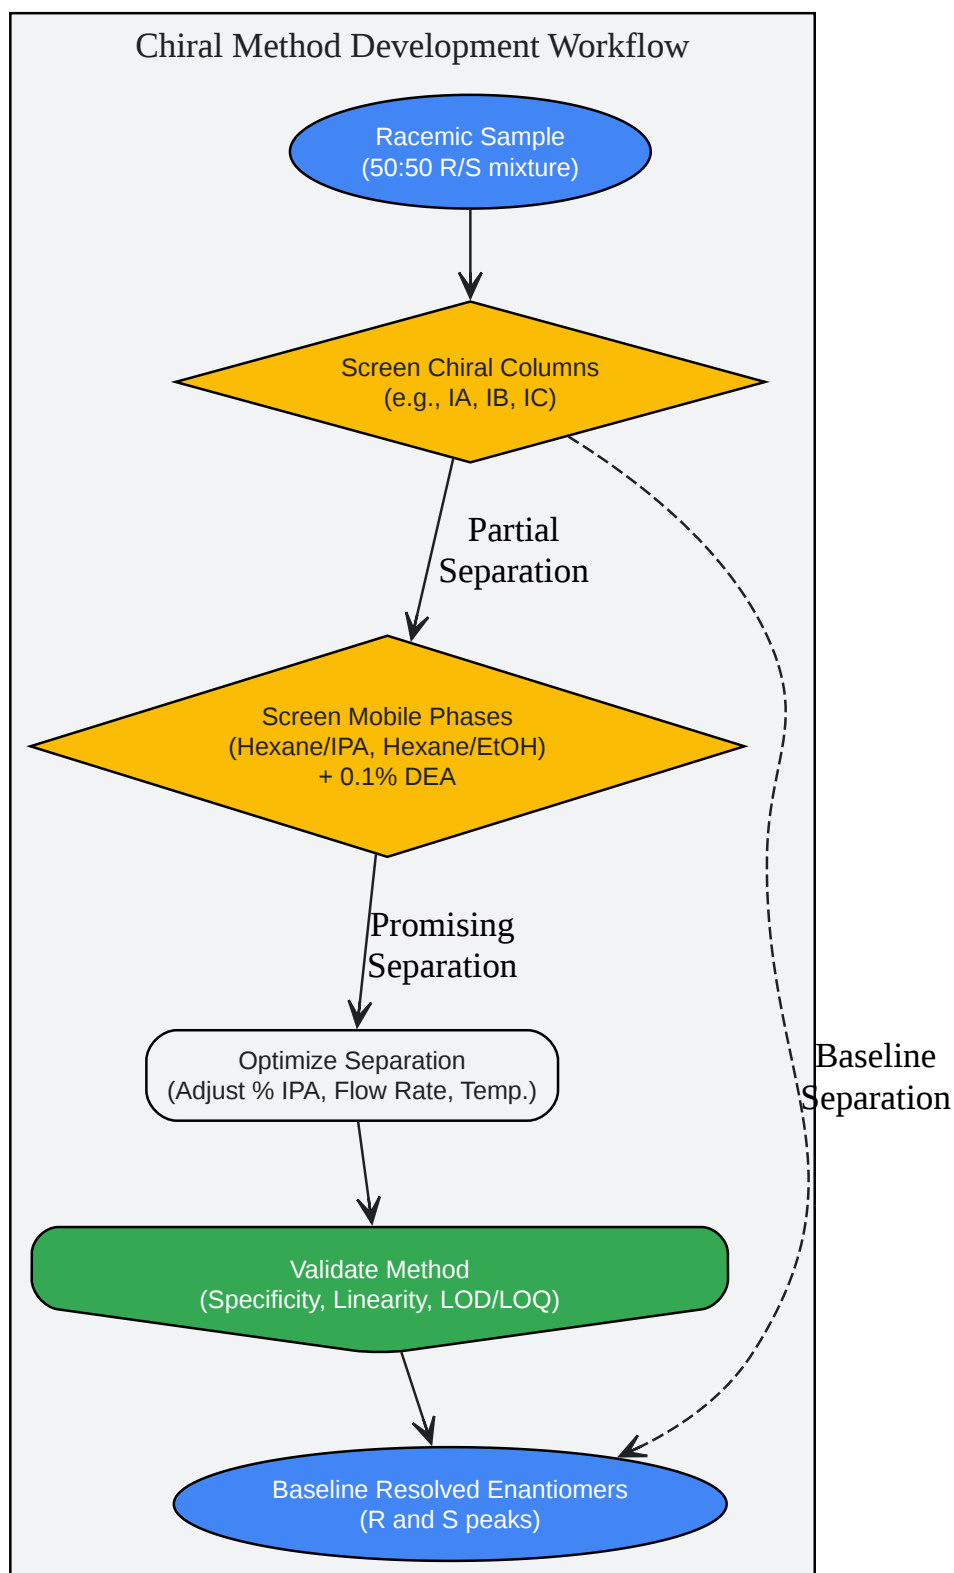 Chiral Method Development Workflow
Racemic Sample
(50:50 R/S mixture)
Screen Chiral Columns
(e.g., IA, IB, IC)
Partial
Separation
Screen Mobile Phases
(Hexane/IPA, Hexane/EtOH)
+ 0.1% DEA
Promising
Separation
Optimize Separation
(Adjust % IPA, Flow Rate, Temp.)
Baseline
Separation
Validate Method
(Specificity, Linearity, LOD/LOQ)
Baseline Resolved Enantiomers
(R and S peaks)